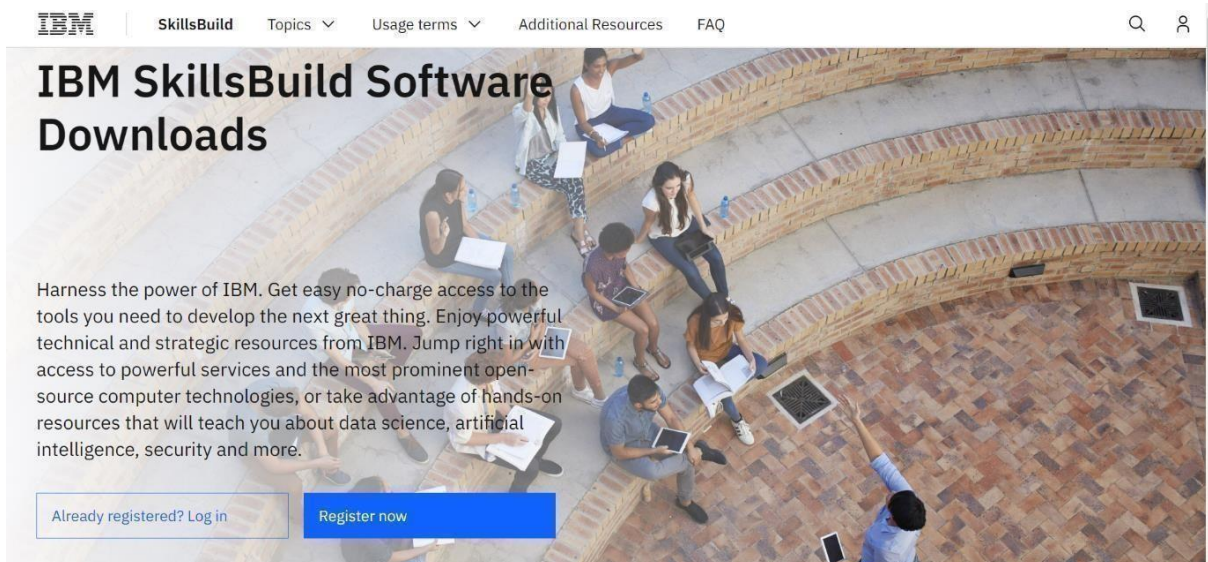 IBM
SkillsBuild
Topics
Usage terms
Additional Resources
FAQ
IBM SkillsBuild Software
Downloads
Harness the power of IBM. Get easy no-charge access to the
tools you need to develop the next great thing. Enjoy powerful
technical and strategic resources from IBM. Jump right in with
access to powerful services and the most prominent open-
source computer technologies, or take advantage of hands-on
resources that will teach you about data science, artificial
intelligence, security and more.
Already registered? Log in
Register now